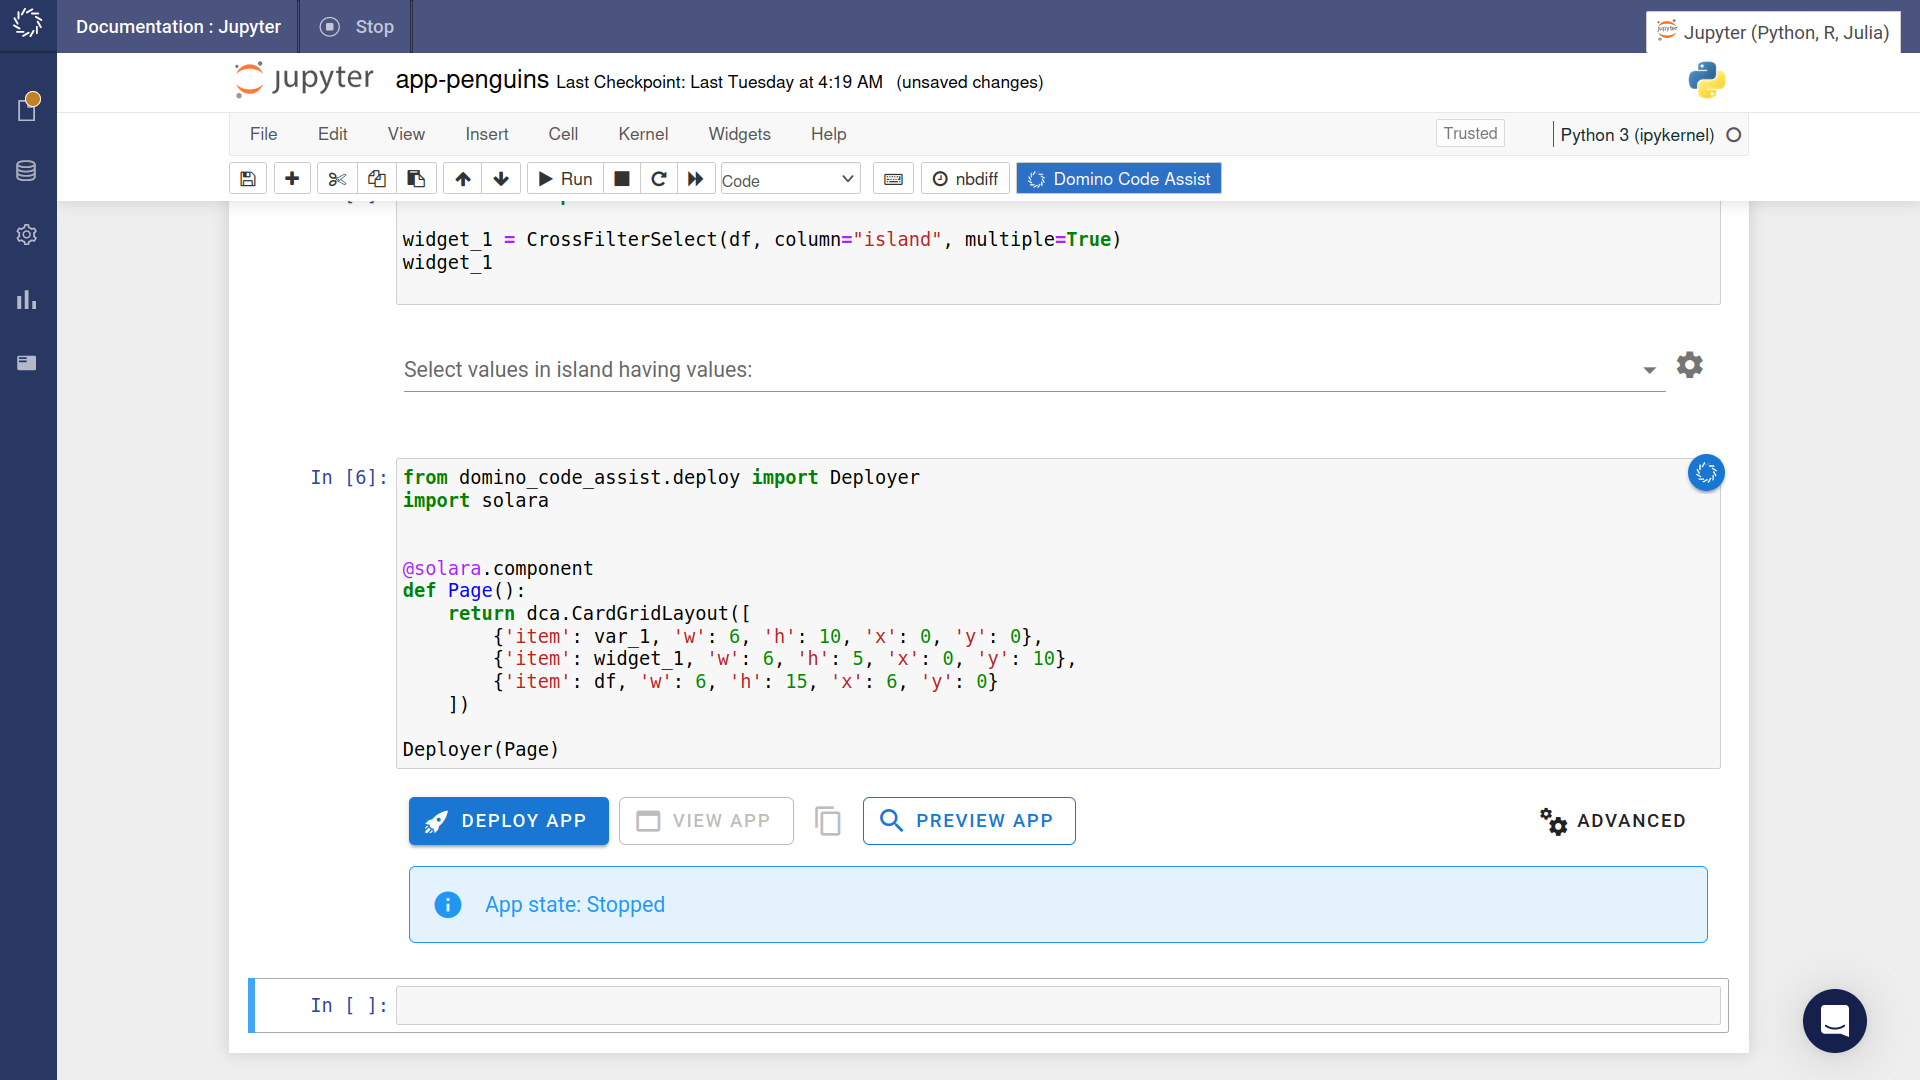 Documentation : Jupyter
Stop
Jupyter (Python, R, Julia)
jupyter
app-penguins Last Checkpoint: Last Tuesday at 4:19 AM (unsaved changes)
File Edit View Insert Cell Kernel Widgets Help
Trusted
Python 3 (ipykernel)
Run
Code
nbdiff
Domino Code Assist
widget_1 = CrossFilterSelect(df, column="island", multiple=True)
widget_1
Select values in island having values:
In [6]:
from domino_code_assist.deploy import Deployer
import solara
@solara.component
def Page():
    return dca.CardGridLayout([
        {'item': var_1, 'w': 6, 'h': 10, 'x': 0, 'y': 0},
        {'item': widget_1, 'w': 6, 'h': 5, 'x': 0, 'y': 10},
        {'item': df, 'w': 6, 'h': 15, 'x': 6, 'y': 0}
    ])
Deployer(Page)
DEPLOY APP
VIEW APP
PREVIEW APP
ADVANCED
App state: Stopped
In [ ]: